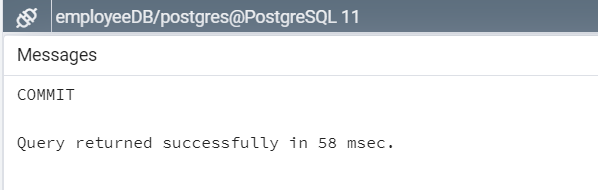 employeeDB/postgres@PostgreSQL 11
Messages
COMMIT
Query returned successfully in 58 msec.